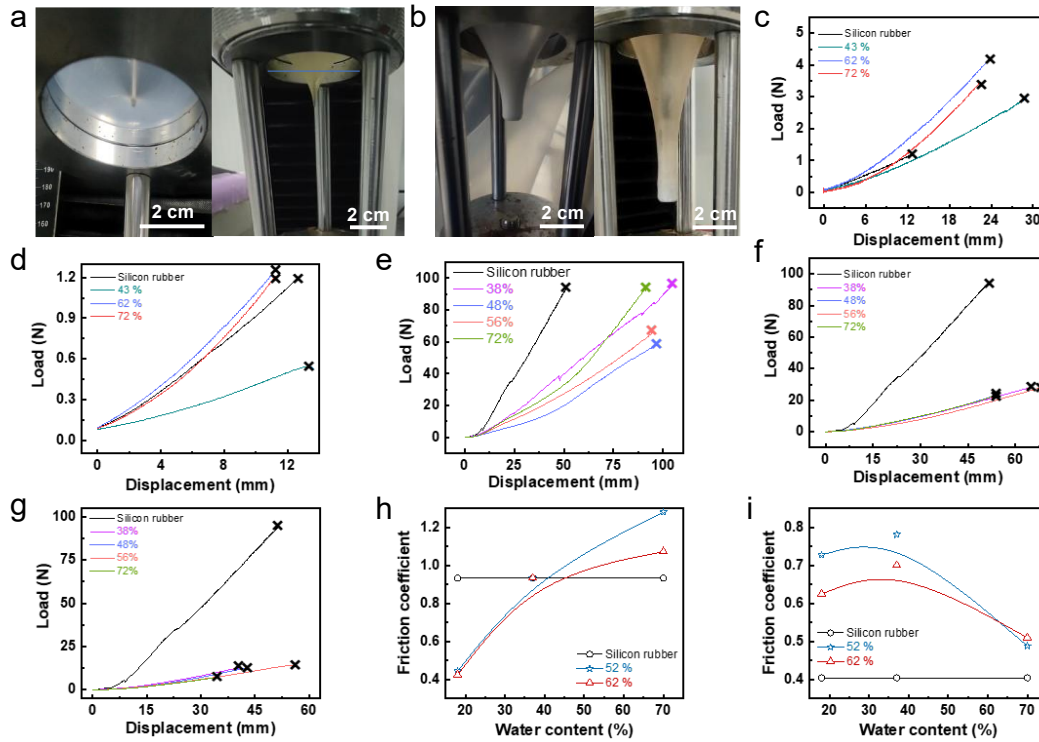 a
190
180
170
160
2 cm
2 cm
b
2 cm
2 cm
c
Load (N)
5
4
3
2
1
0
Silicon rubber
43 %
62 %
72 %
0 6 12 18 24 30
Displacement (mm)
d
Load (N)
1.2
0.9
0.6
0.3
0.0
Silicon rubber
43 %
62 %
72 %
0 4 8 12
Displacement (mm)
e
Load (N)
100
80
60
40
20
0
Silicon rubber
38%
48%
56%
72%
0 25 50 75 100
Displacement (mm)
f
Load (N)
100
80
60
40
20
0
Silicon rubber
38%
48%
56%
72%
0 15 30 45 60
Displacement (mm)
g
Load (N)
100
75
50
25
0
Silicon rubber
38%
48%
56%
72%
0 15 30 45 60
Displacement (mm)
h
Friction coefficient
1.2
1.0
0.8
0.6
0.4
Silicon rubber
52 %
62 %
20 30 40 50 60 70
Water content (%)
i
Friction coefficient
0.8
0.7
0.6
0.5
0.4
Silicon rubber
52 %
62 %
20 30 40 50 60 70
Water content (%)